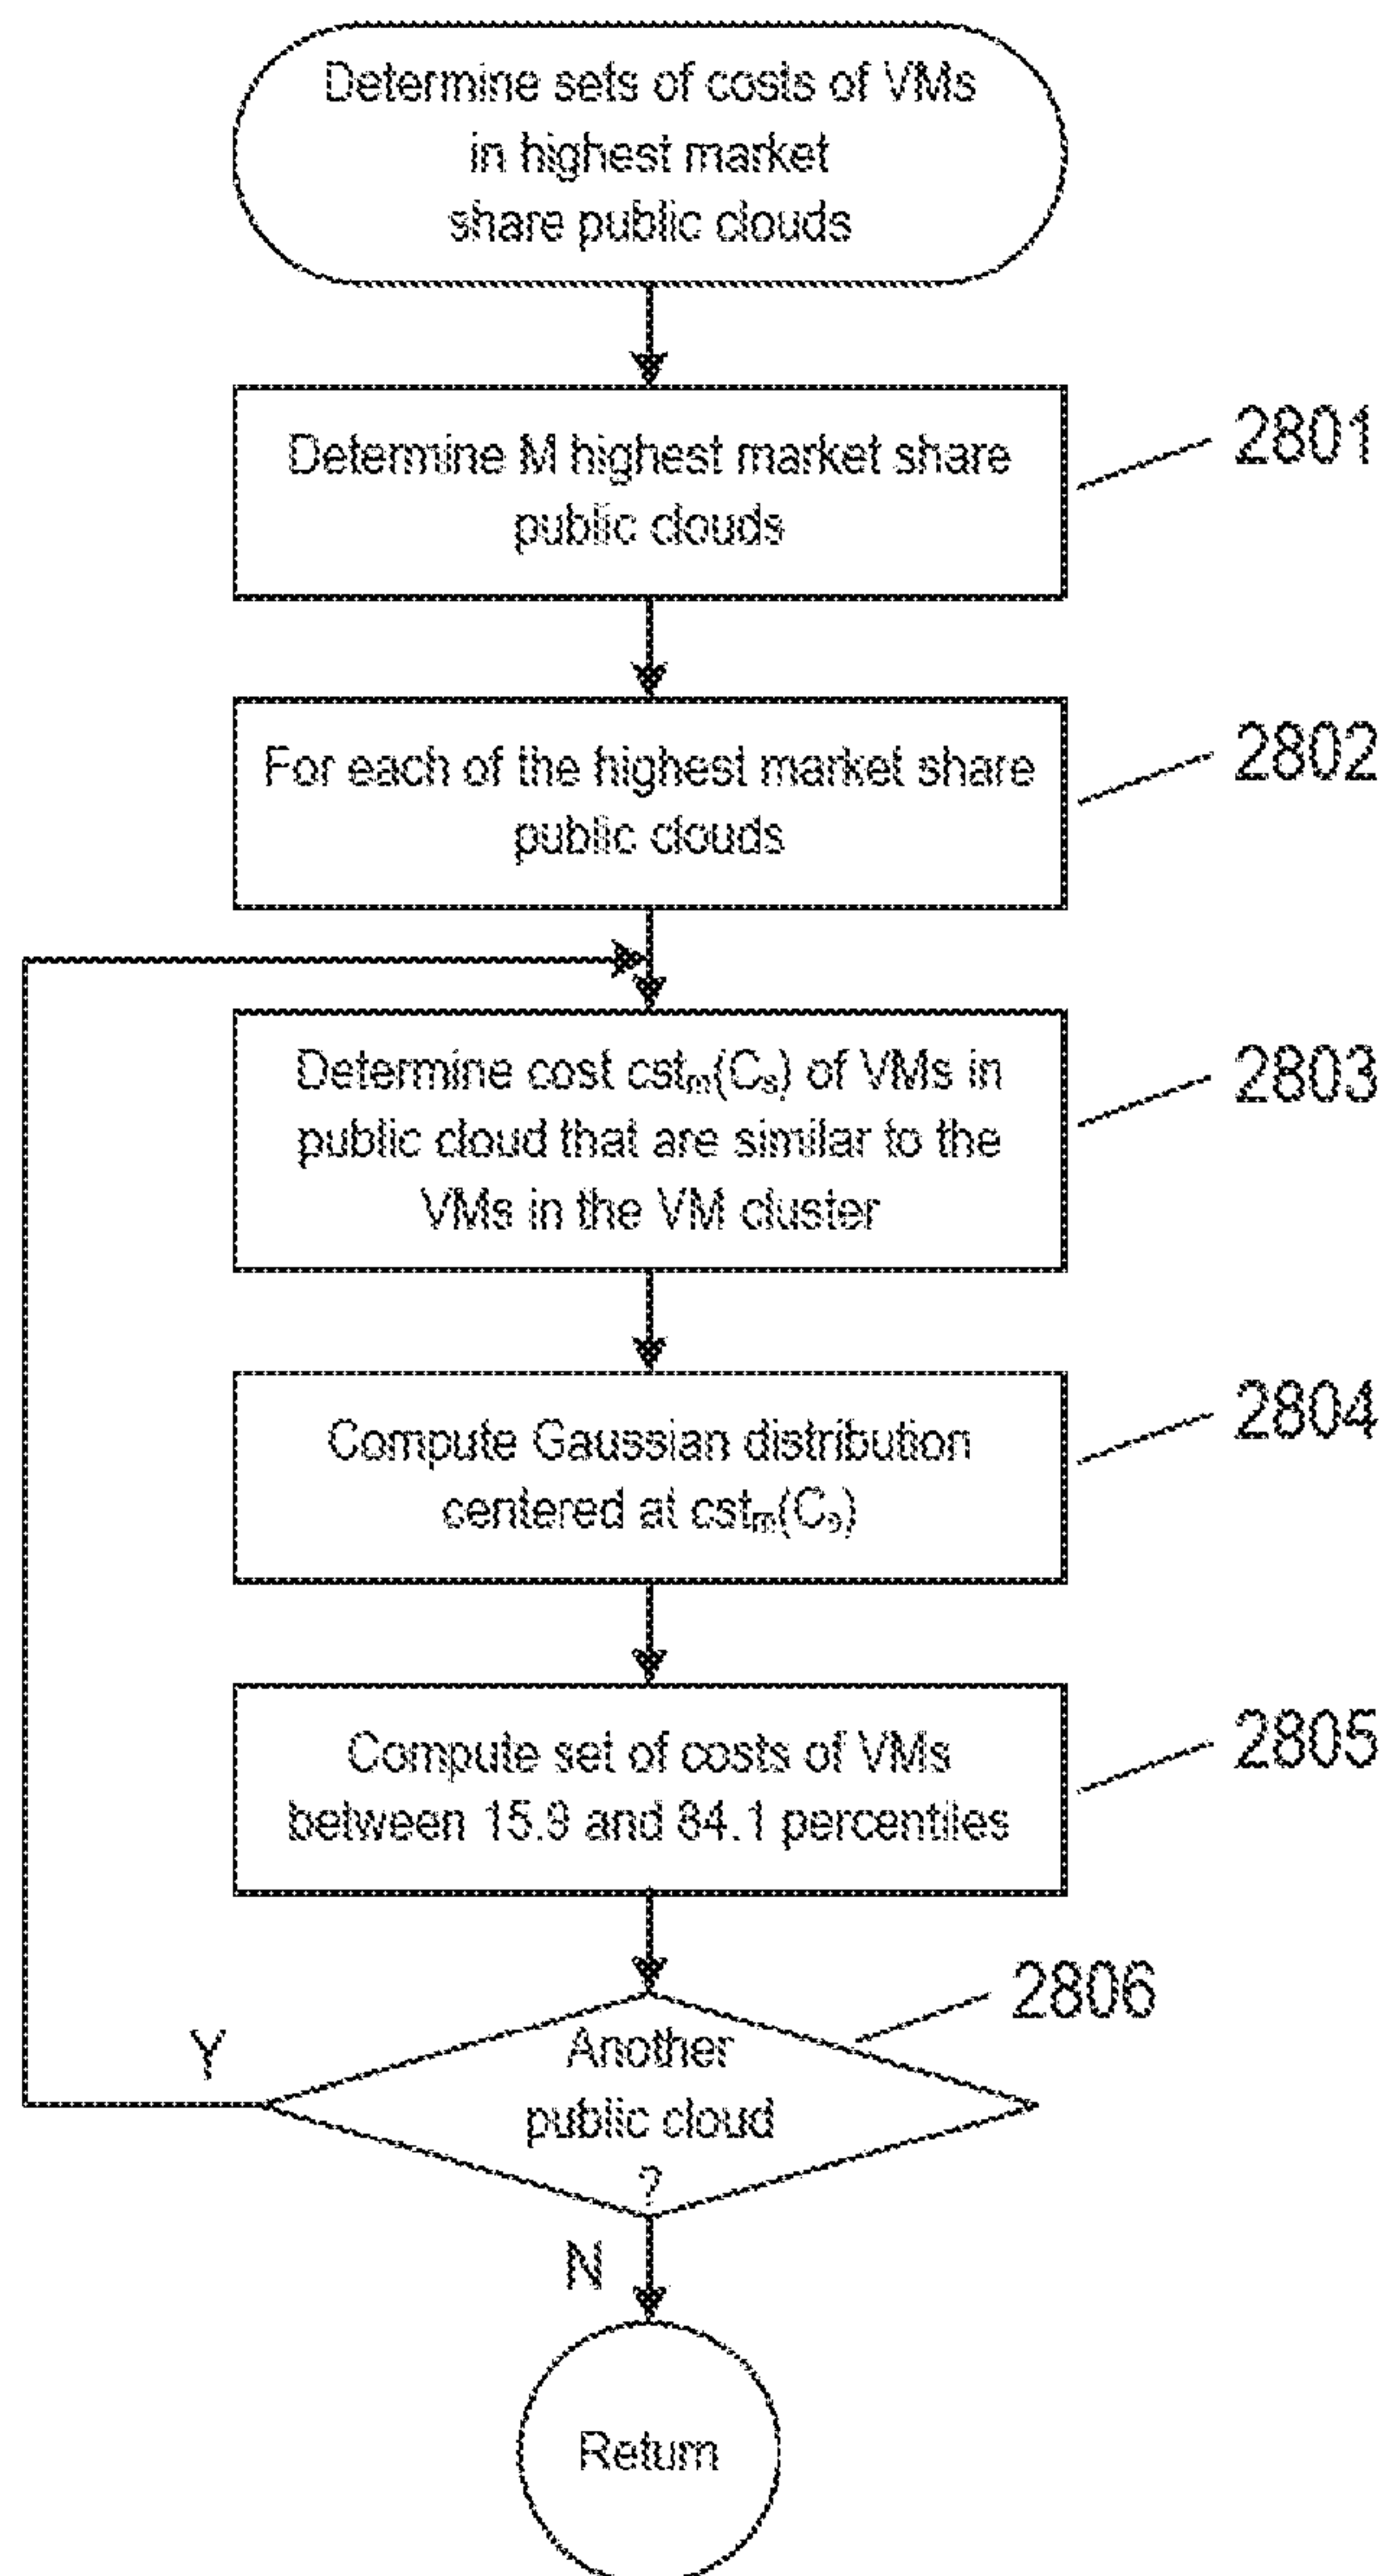 Determine sets of costs of VMs
in highest market
share public clouds
Determine M highest market share
public clouds
2801
For each of the highest market share
public clouds
2802
Determine cost cstₘ(Cₛ) of VMs in
public cloud that are similar to the
VMs in the VM cluster
2803
Compute Gaussian distribution
centered at cstₘ(Cₛ)
2804
Compute set of costs of VMs
between 15.9 and 84.1 percentiles
2805
2806
Another
public cloud
?
Y
N
Return